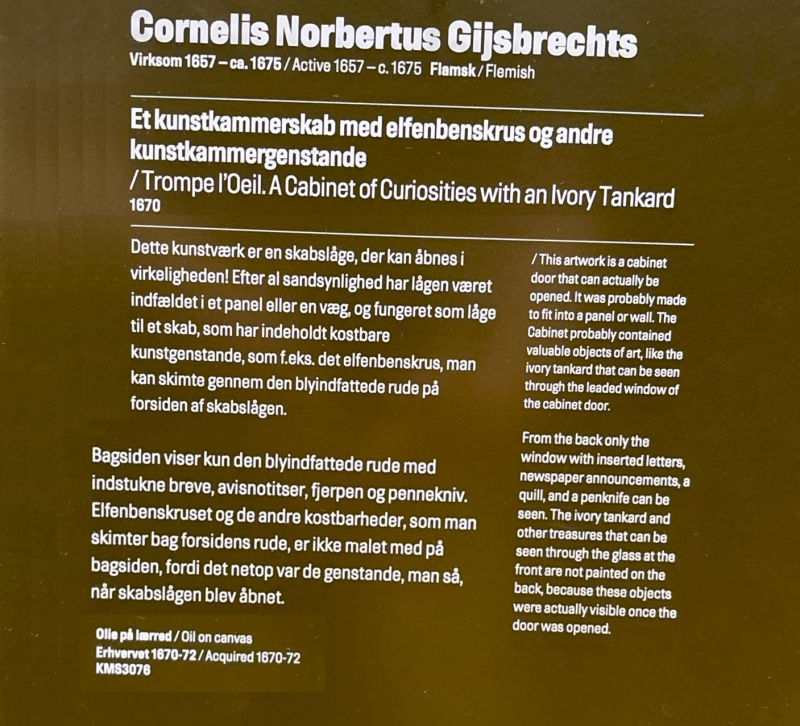 Cornelis Norbertus Gijsbrechts
Virksom 1657 – ca. 1675 / Active 1657 – c. 1675 Flamsk / Flemish
Et kunstkammerskab med elfenbenskrus og andre
kunstkammergenstande
/ Trompe l'Oeil. A Cabinet of Curiosities with an Ivory Tankard
1670
Dette kunstværk er en skabslåge, der kan åbnes i
virkeligheden! Efter al sandsynlighed har lågen været
indfældet i et panel eller en væg, og fungeret som låge
til et skab, som har indeholdt kostbare
kunstgenstande, som f.eks. det elfenbenskrus, man
kan skimte gennem den blyindfattede rude på
forsiden af skabslågen.
Bagsiden viser kun den blyindfattede rude med
indstukne breve, avisnotitser, fjerpen og pennekniv.
Elfenbenskruset og de andre kostbarheder, som man
skimter bag forsidens rude, er ikke malet med på
bagsiden, fordi det netop var de genstande, man så,
når skabslågen blev åbnet.
Olie på lærred / Oil on canvas
Erhvervet 1670-72 / Acquired 1670-72
KMS3076
/ This artwork is a cabinet
door that can actually be
opened. It was probably made
to fit into a panel or wall. The
Cabinet probably contained
valuable objects of art, like the
ivory tankard that can be seen
through the leaded window of
the cabinet door.
From the back only the
window with inserted letters,
newspaper announcements, a
quill, and a penknife can be
seen. The ivory tankard and
other treasures that can be
seen through the glass at the
front are not painted on the
back, because these objects
were actually visible once the
door was opened.